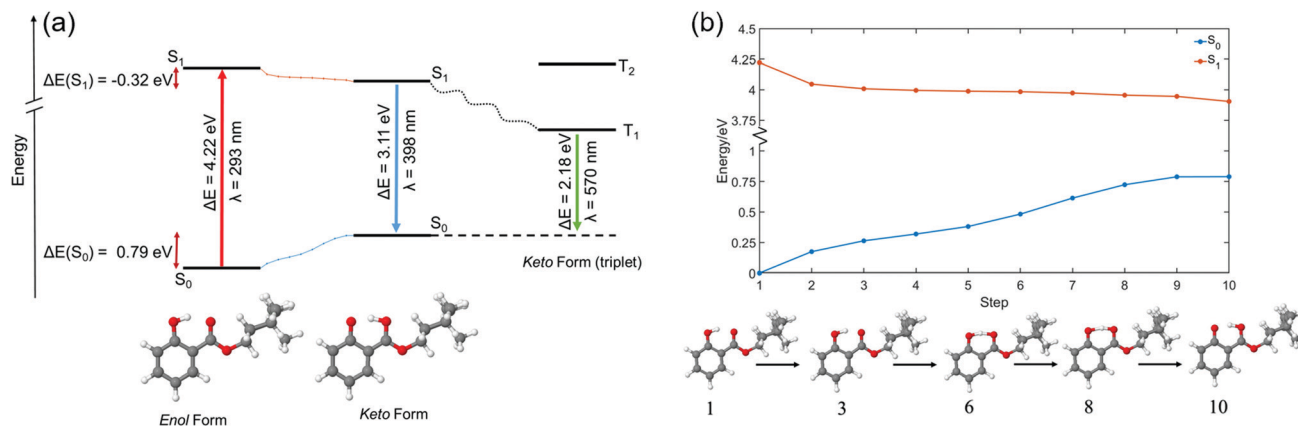 (a)
Energy
S1
ΔE(S1) = -0.32 eV
ΔE = 4.22 eV
λ = 293 nm
ΔE(S0) = 0.79 eV
S0
S1
ΔE = 3.11 eV
λ = 398 nm
S0
T2
T1
ΔE = 2.18 eV
λ = 570 nm
Keto Form (triplet)
Enol Form
Keto Form
(b)
S0
S1
Energy/eV
4.5
4.25
4
3.75
1
0.75
0.5
0.25
0
1 2 3 4 5 6 7 8 9 10
Step
1 3 6 8 10